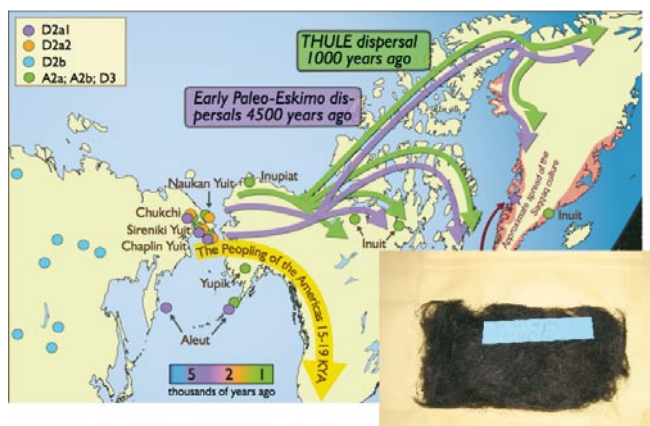 D2a1
D2a2
D2b
A2a; A2b; D3
THULE dispersal
1000 years ago
Early Paleo-Eskimo dis-
persals 4500 years ago
Naukan Yuit
Inupiat
Chukchi
Sireniki Yuit
Chaplin Yuit
The Peopling of the Americas 15-19 KYA
Yupik
Aleut
Inuit
Approximate spread of the
Saqqaq culture
Inuit
5 2 1
thousands of years ago